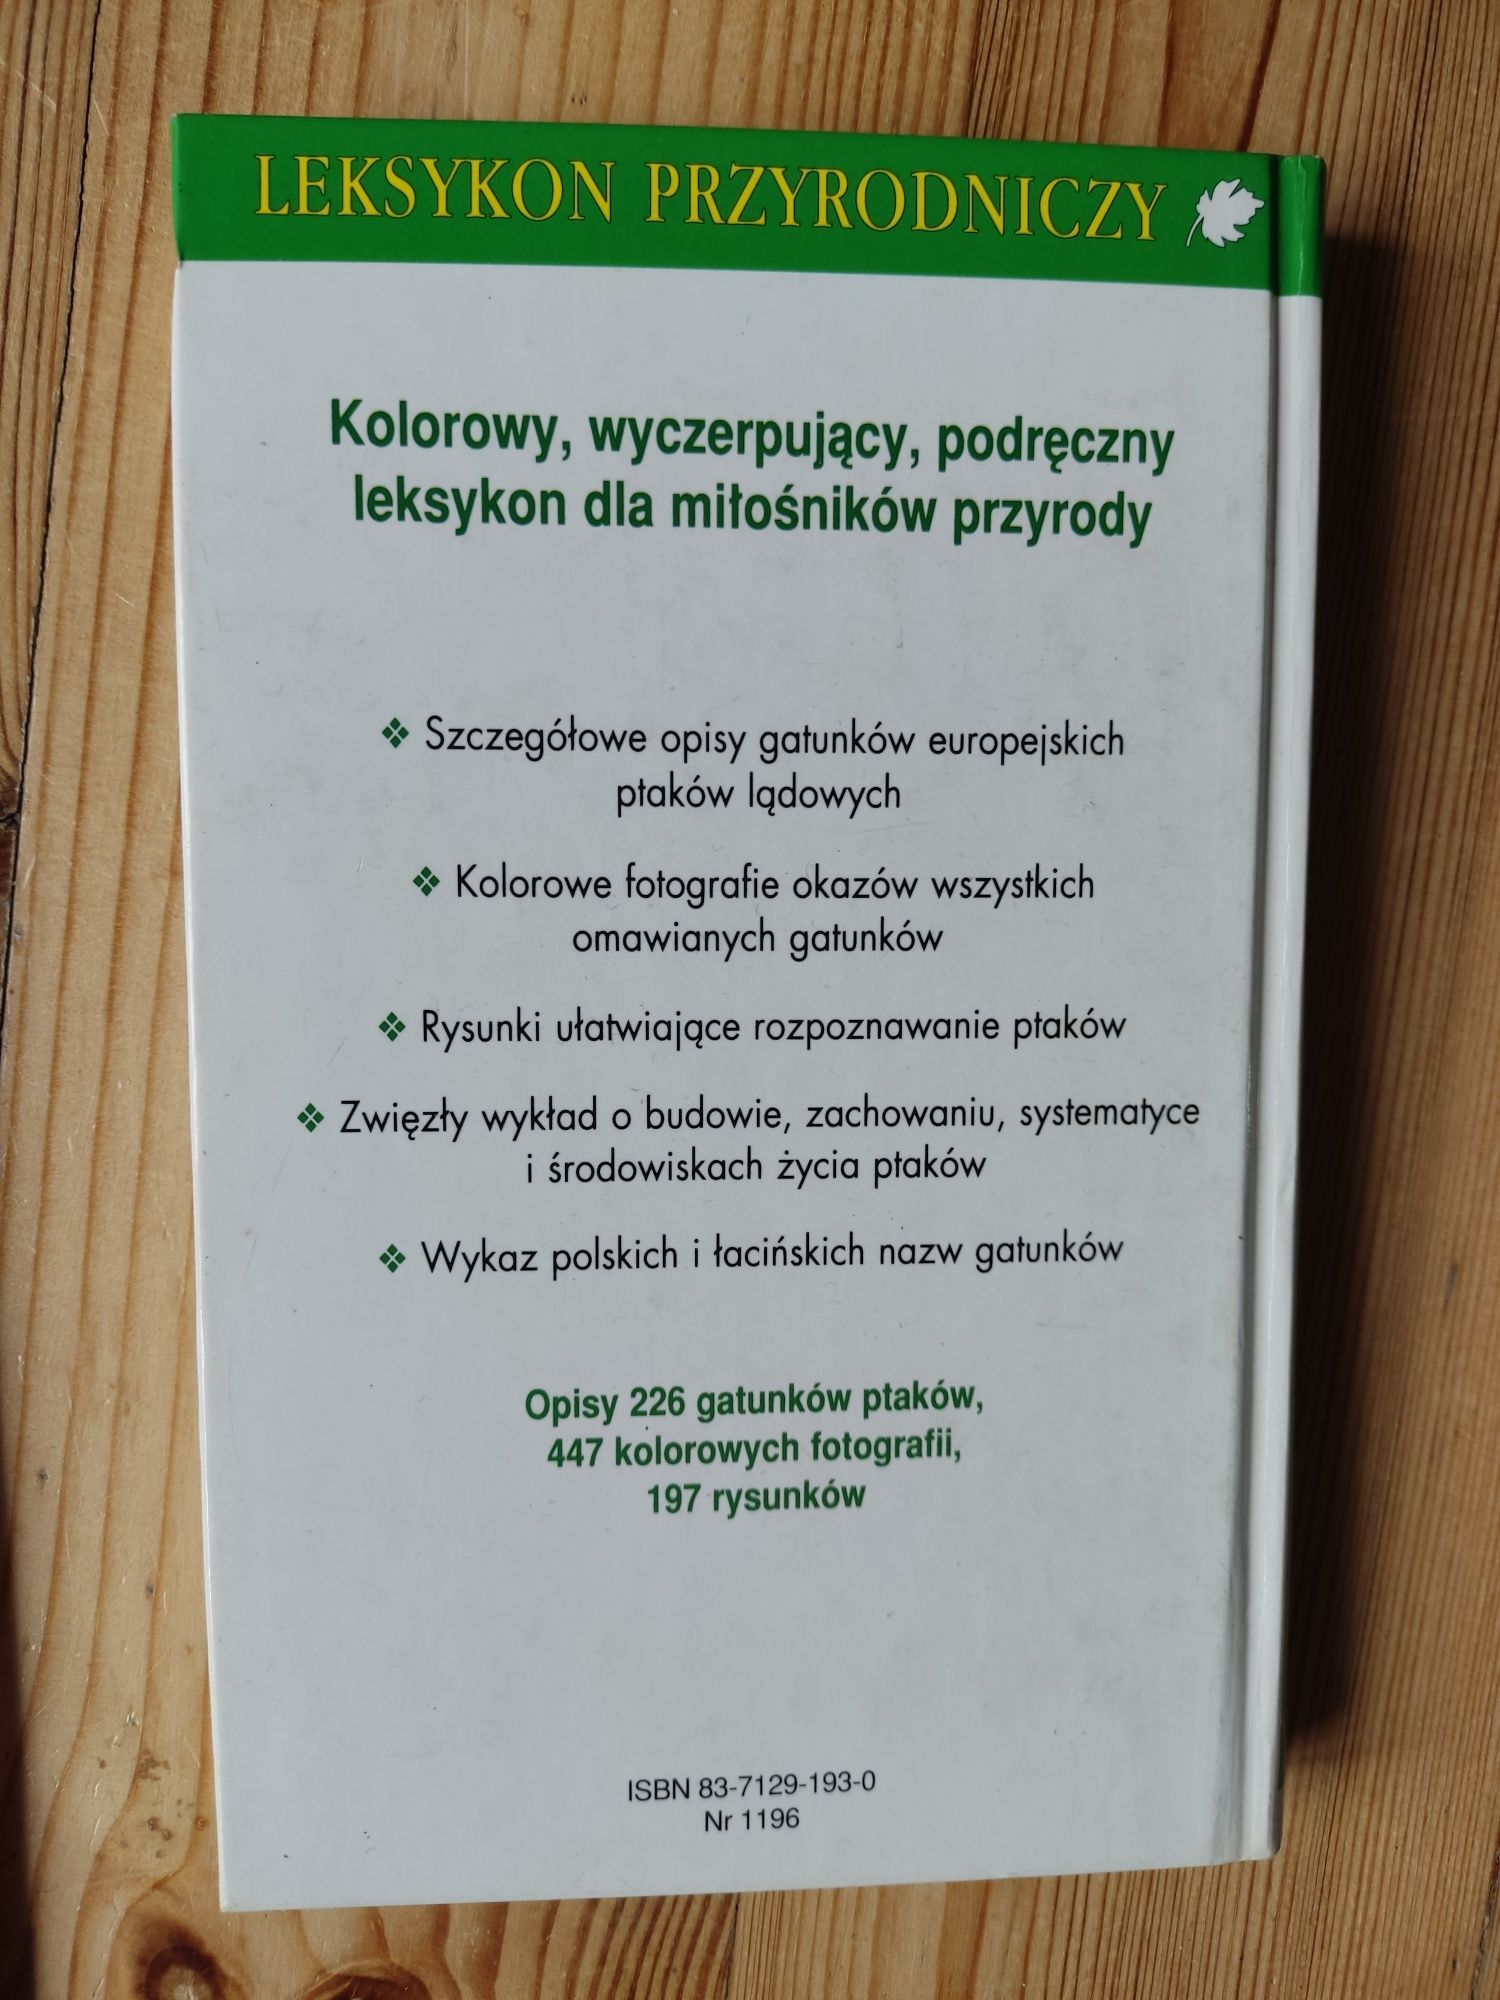 LEKSYKON PRZYRODNICZY
Kolorowy, wyczerpujący, podręczny
leksykon dla miłośników przyrody
❖ Szczegółowe opisy gatunków europejskich
ptaków lądowych
❖ Kolorowe fotografie okazów wszystkich
omawianych gatunków
❖ Rysunki ułatwiające rozpoznawanie ptaków
❖ Zwięzły wykład o budowie, zachowaniu, systematyce
i środowiskach życia ptaków
❖ Wykaz polskich i łacińskich nazw gatunków
Opisy 226 gatunków ptaków,
447 kolorowych fotografii,
197 rysunków
ISBN 83-7129-193-0
Nr 1196